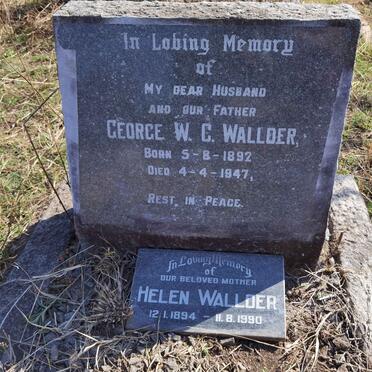 In Loving Memory
of
MY DEAR HUSBAND
AND OUR FATHER
GEORGE W. G. WALLDER,
BORN 5-8-1892
DIED 4-4-1947,
REST IN PEACE.
In Loving Memory
of
OUR BELOVED MOTHER
HELEN WALLDER
12.1.1894 – 11.8.1990